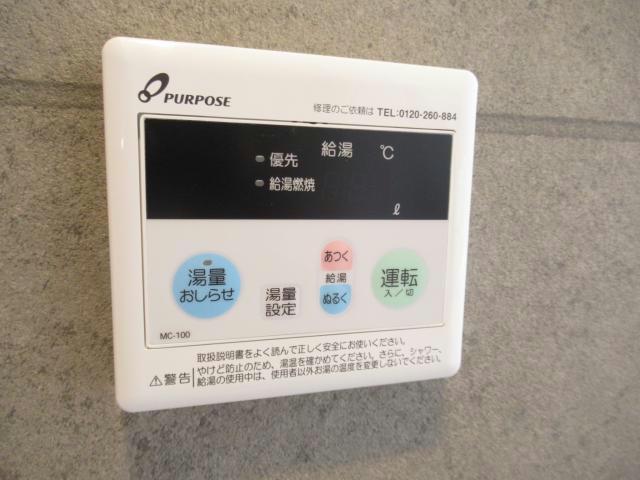 PURPOSE
修理のご依頼は TEL:0120-260-884
給湯 ℃
優先
給湯燃焼
ℓ
湯量
おしらせ
湯量
設定
あつく
給湯
ぬるく
運転
入/切
MC-100
取扱説明書をよく読んで正しく安全にお使いください。
⚠警告
やけど防止のため、湯温を確かめてください。さらに、シャワー、
給湯の使用中は、使用者以外お湯の温度を変更しないでください。